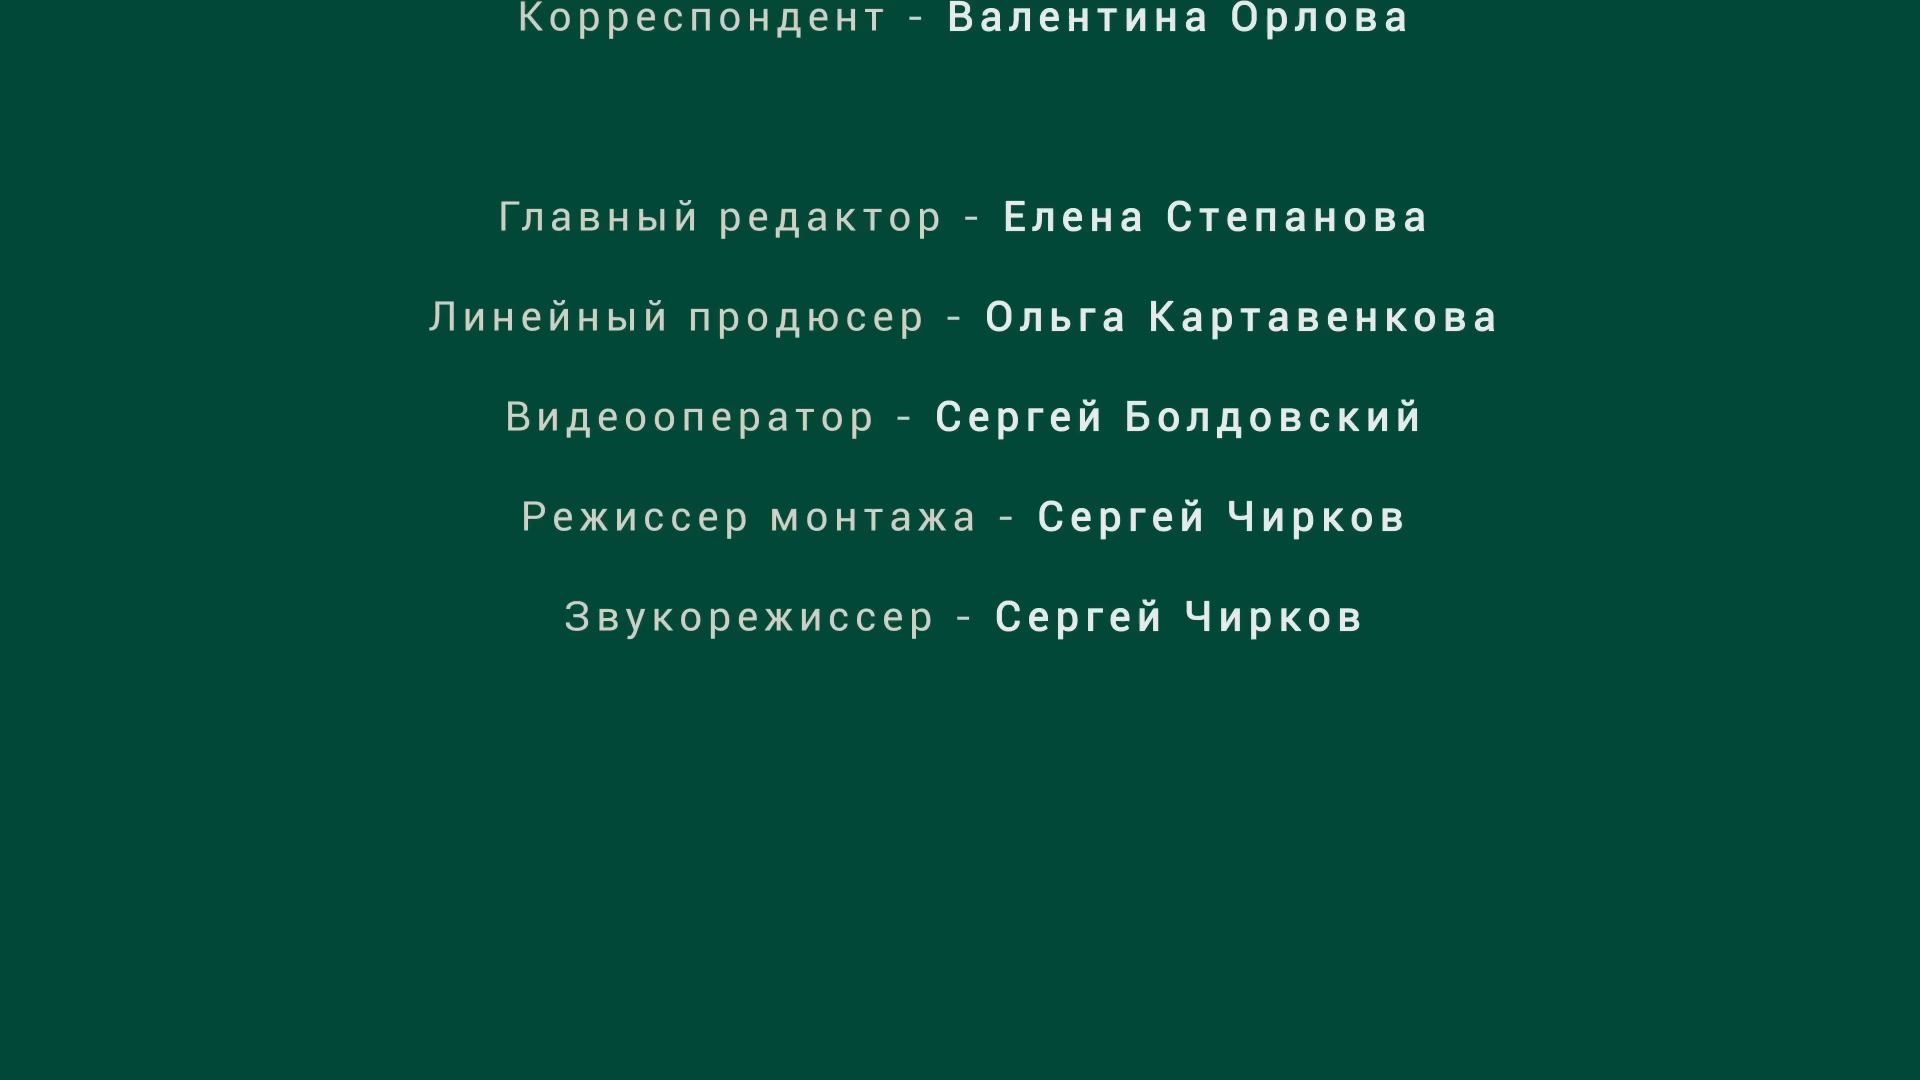 Корреспондент - Валентина Орлова
Главный редактор - Елена Степанова
Линейный продюсер - Ольга Картавенкова
Видеооператор - Сергей Болдовский
Режиссер монтажа - Сергей Чирков
Звукорежиссер - Сергей Чирков